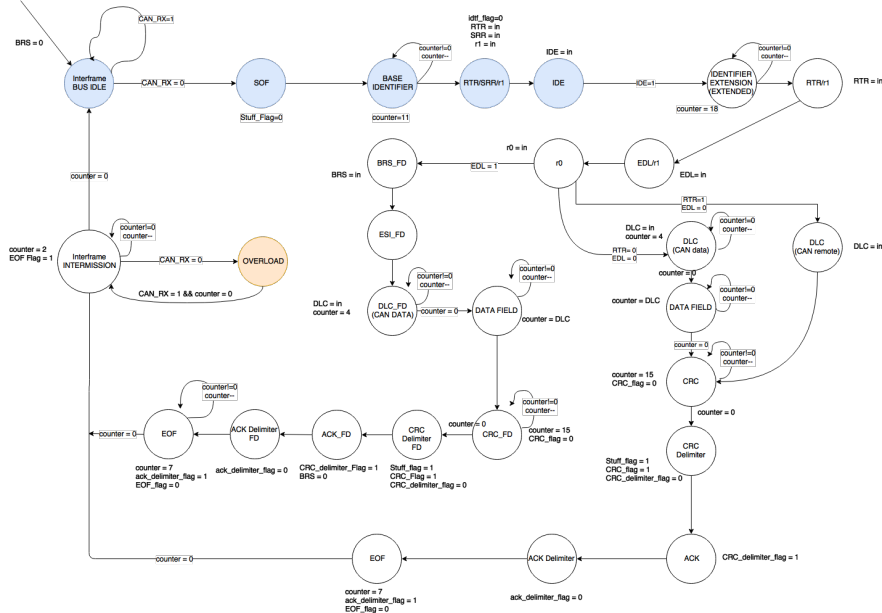 BRS = 0
CAN_RX=1
Interframe
BUS IDLE
CAN_RX = 0
SOF
Stuff_Flag=0
BASE
IDENTIFIER
counter!=0
counter--
counter=11
idtf_flag=0
RTR = in
SRR = in
r1 = in
RTR/SRR/r1
IDE = in
IDE
IDE=1
counter!=0
counter--
IDENTIFIER
EXTENSION
(EXTENDED)
counter = 18
RTR/r1
RTR = in
BRS_FD
BRS = in
EDL = 1
r0 = in
r0
EDL/r1
EDL= in
counter = 0
ESI_FD
RTR=1
EDL = 0
DLC = in
counter = 4
counter!=0
counter--
DLC
(CAN data)
RTR= 0
EDL = 0
DLC
(CAN remote)
DLC = in
counter = 2
EOF Flag = 1
Interframe
INTERMISSION
counter!=0
counter--
CAN_RX = 0
OVERLOAD
CAN_RX = 1 && counter = 0
DLC = in
counter = 4
DLC_FD
(CAN DATA)
counter!=0
counter--
counter = 0
DATA FIELD
counter!=0
counter--
counter = DLC
counter = 0
counter = DLC
DATA FIELD
counter!=0
counter--
counter = 0
counter = 15
CRC_flag = 0
CRC
counter!=0
counter--
counter = 0
counter = 0
EOF
counter!=0
counter--
counter = 7
ack_delimiter_flag = 1
EOF_flag = 0
ACK Delimiter
FD
ack_delimiter_flag = 0
ACK_FD
CRC_delimiter_Flag = 1
BRS = 0
CRC
Delimiter
FD
Stuff_flag = 1
CRC_Flag = 1
CRC_delimiter_flag = 0
counter = 0
CRC_FD
counter!=0
counter--
counter = 15
CRC_flag = 0
CRC
Delimiter
Stuff_flag = 1
CRC_flag = 1
CRC_delimiter_flag = 0
counter = 0
EOF
counter = 7
ack_delimiter_flag = 1
EOF_flag = 0
ACK Delimiter
ack_delimiter_flag = 0
ACK
CRC_delimiter_flag = 1